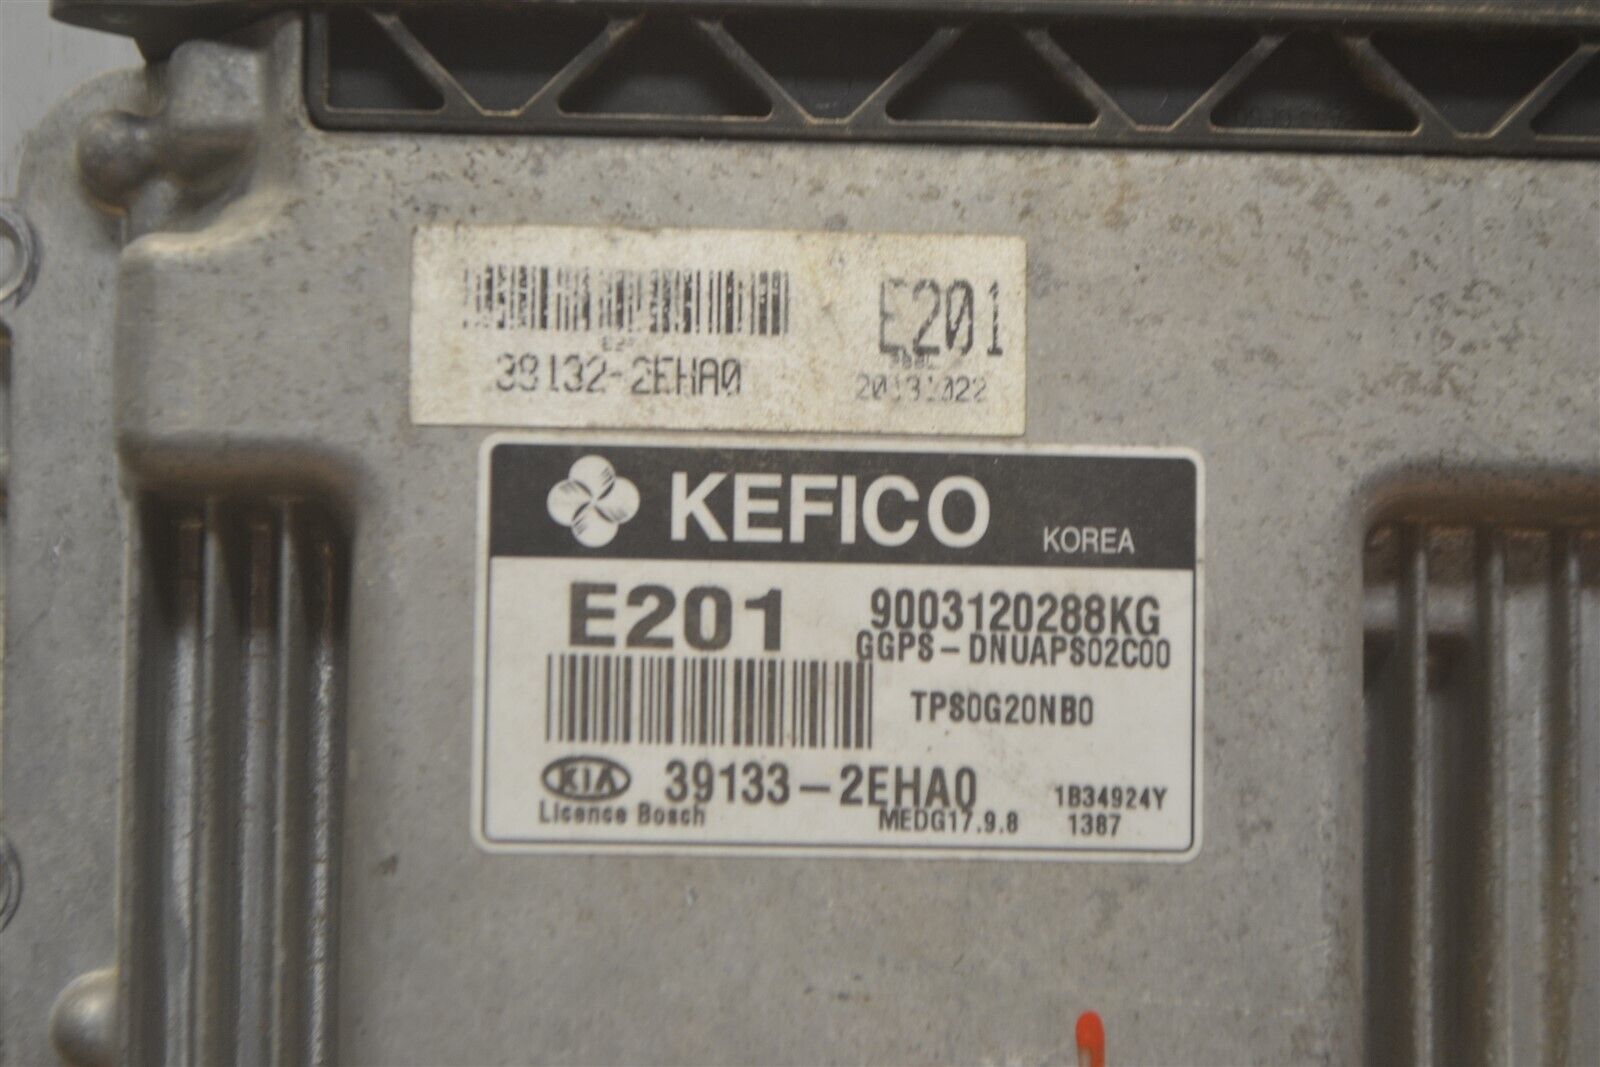 E201
39132-2EHA0
20131022
KEFICO KOREA
E201 9003120288KG
GGPS-DNUAPS02C00
TPS0G20NB0
KIA 39133-2EHA0 1B34924Y
Licence Bosch MEDG17.9.8 1387